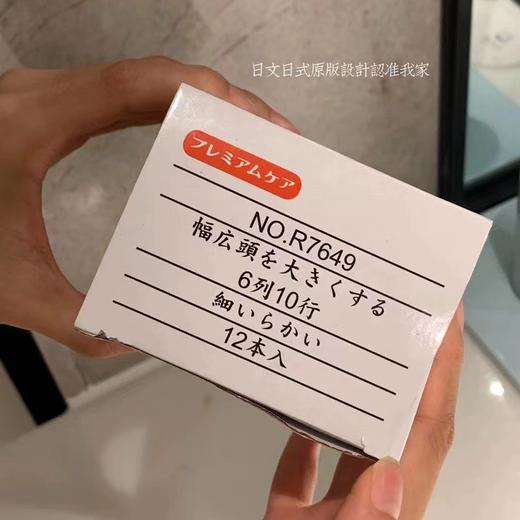 日文日式原版設計認准我家
プレミアムケア
NO.R7649
幅広頭を大きくする
6列10行
細いらかい
12本入